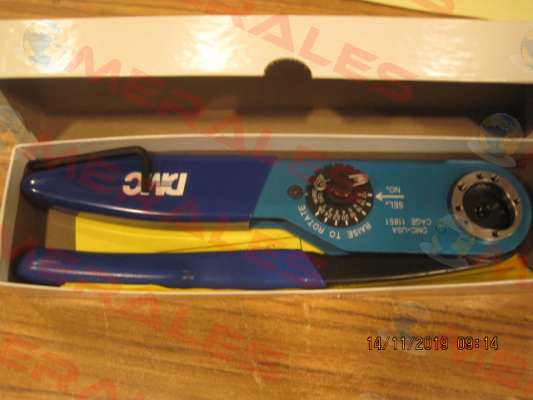 MERALES
DMC
SEL.
NO.
RAISE TO ROTATE
DMC-USA
CAGE 11851
14/11/2019 09:14